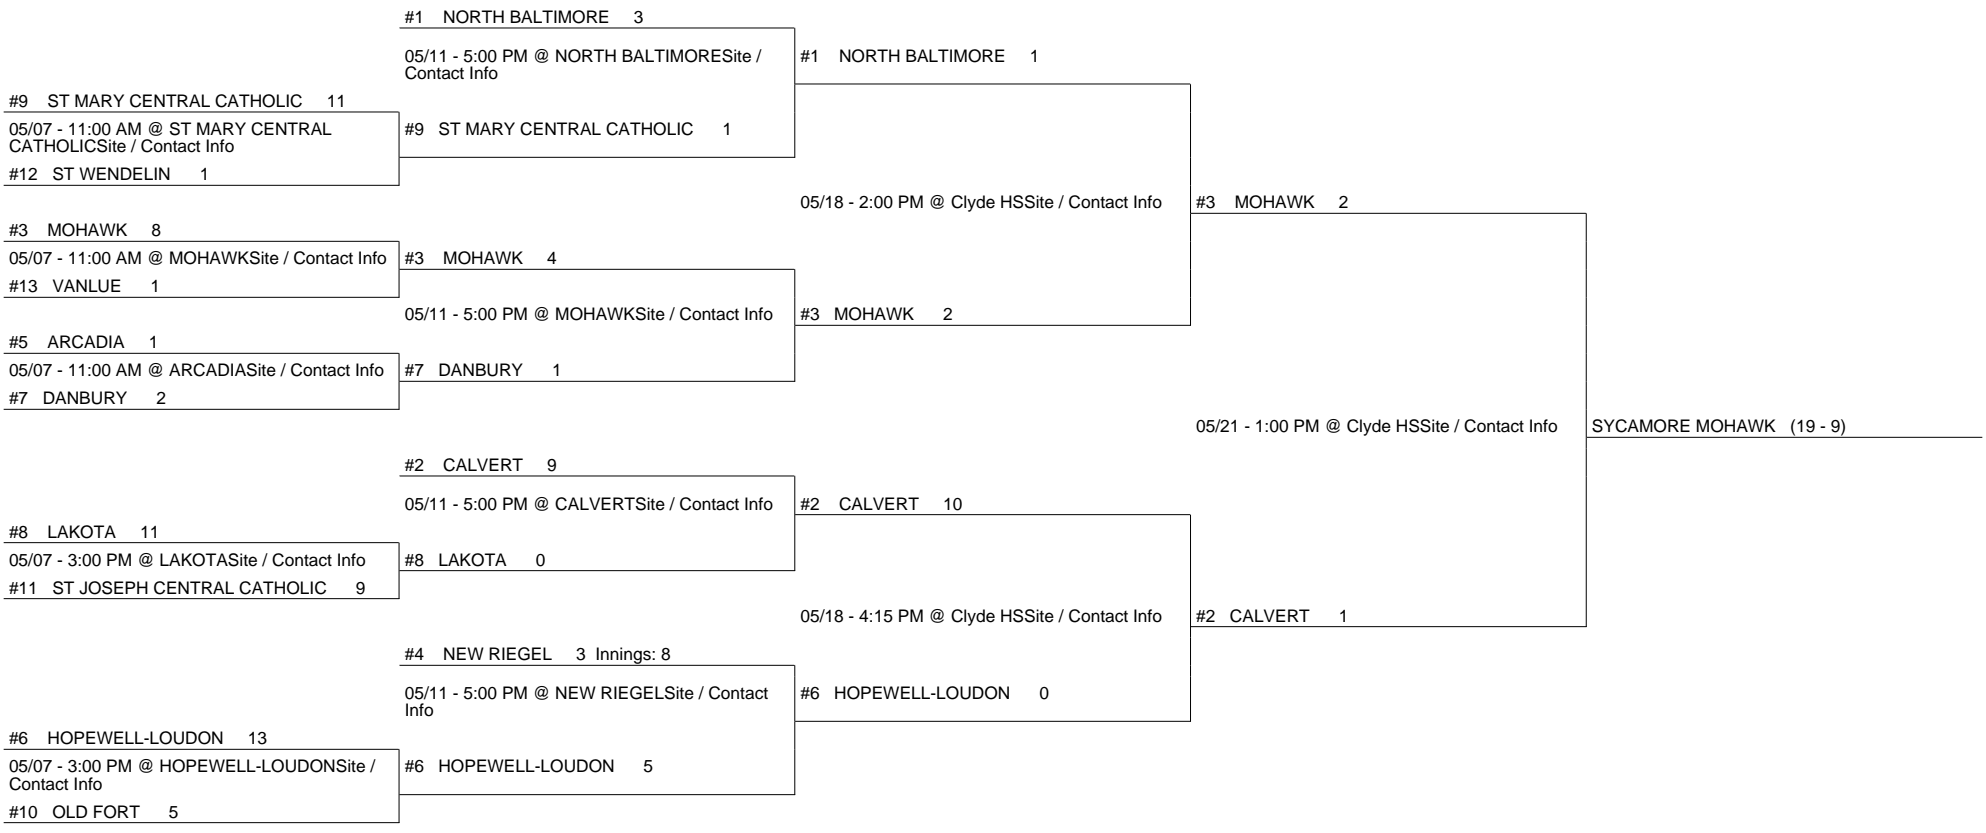 #1 NORTH BALTIMORE 3
05/11 - 5:00 PM @ NORTH BALTIMORESite /
Contact Info
#1 NORTH BALTIMORE 1
#9 ST MARY CENTRAL CATHOLIC 11
05/07 - 11:00 AM @ ST MARY CENTRAL
CATHOLICSite / Contact Info
#9 ST MARY CENTRAL CATHOLIC 1
#12 ST WENDELIN 1
05/18 - 2:00 PM @ Clyde HSSite / Contact Info
#3 MOHAWK 2
#3 MOHAWK 8
05/07 - 11:00 AM @ MOHAWKSite / Contact Info
#3 MOHAWK 4
#13 VANLUE 1
05/11 - 5:00 PM @ MOHAWKSite / Contact Info
#3 MOHAWK 2
#5 ARCADIA 1
05/07 - 11:00 AM @ ARCADIASite / Contact Info
#7 DANBURY 1
#7 DANBURY 2
05/21 - 1:00 PM @ Clyde HSSite / Contact Info
SYCAMORE MOHAWK (19 - 9)
#2 CALVERT 9
05/11 - 5:00 PM @ CALVERTSite / Contact Info
#2 CALVERT 10
#8 LAKOTA 11
05/07 - 3:00 PM @ LAKOTASite / Contact Info
#8 LAKOTA 0
#11 ST JOSEPH CENTRAL CATHOLIC 9
05/18 - 4:15 PM @ Clyde HSSite / Contact Info
#2 CALVERT 1
#4 NEW RIEGEL 3 Innings: 8
05/11 - 5:00 PM @ NEW RIEGELSite / Contact
Info
#6 HOPEWELL-LOUDON 0
#6 HOPEWELL-LOUDON 13
05/07 - 3:00 PM @ HOPEWELL-LOUDONSite /
Contact Info
#6 HOPEWELL-LOUDON 5
#10 OLD FORT 5